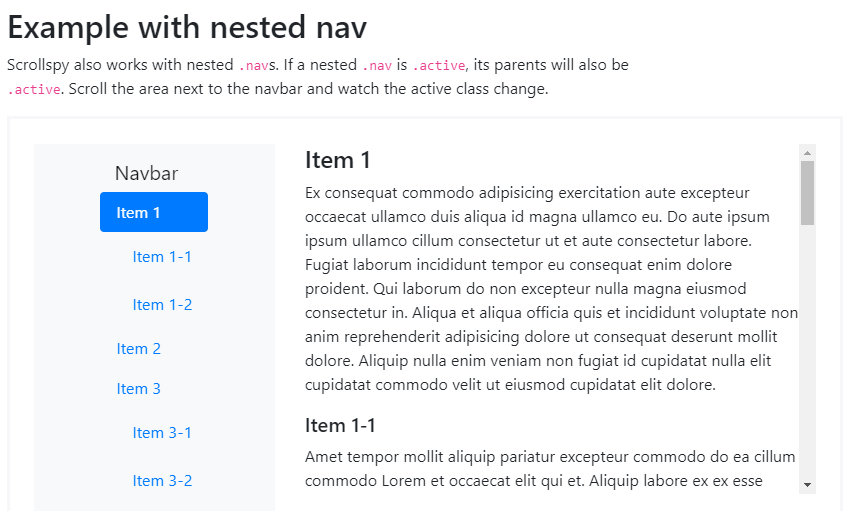 Example with nested nav
Scrollspy also works with nested .navs. If a nested .nav is .active, its parents will also be
.active. Scroll the area next to the navbar and watch the active class change.
Navbar
Item 1
Item 1-1
Item 1-2
Item 2
Item 3
Item 3-1
Item 3-2
Item 1
Ex consequat commodo adipisicing exercitation aute excepteur
occaecat ullamco duis aliqua id magna ullamco eu. Do aute ipsum
ipsum ullamco cillum consectetur ut et aute consectetur labore.
Fugiat laborum incididunt tempor eu consequat enim dolore
proident. Qui laborum do non excepteur nulla magna eiusmod
consectetur in. Aliqua et aliqua officia quis et incididunt voluptate non
anim reprehenderit adipisicing dolore ut consequat deserunt mollit
dolore. Aliquip nulla enim veniam non fugiat id cupidatat nulla elit
cupidatat commodo velit ut eiusmod cupidatat elit dolore.
Item 1-1
Amet tempor mollit aliquip pariatur excepteur commodo do ea cillum
commodo Lorem et occaecat elit qui et. Aliquip labore ex ex esse